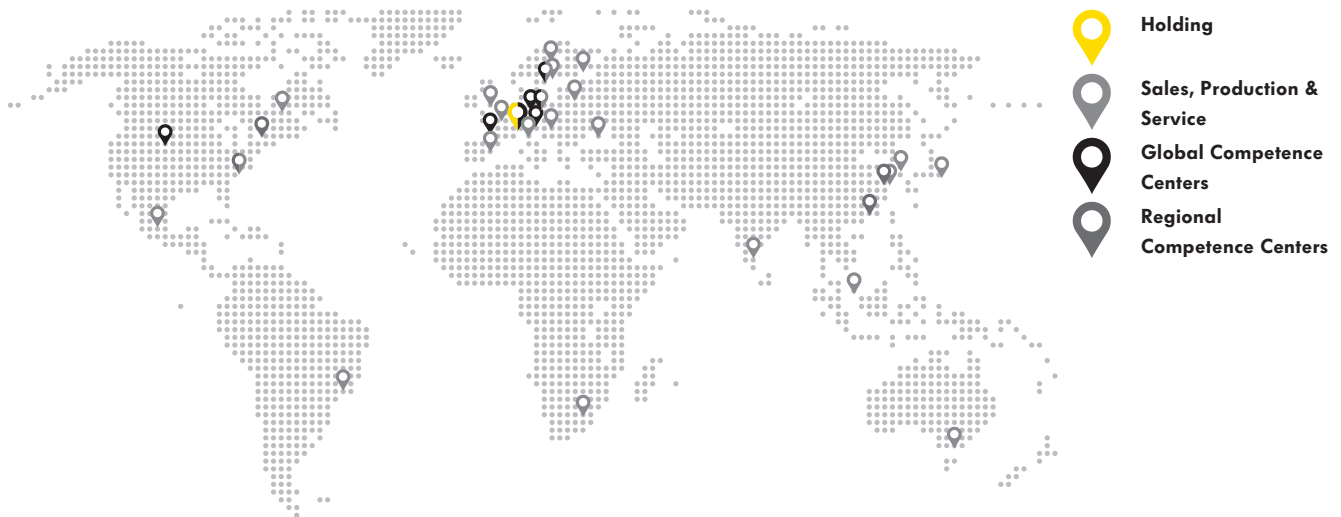 Holding
Sales, Production &
Service
Global Competence
Centers
Regional
Competence Centers